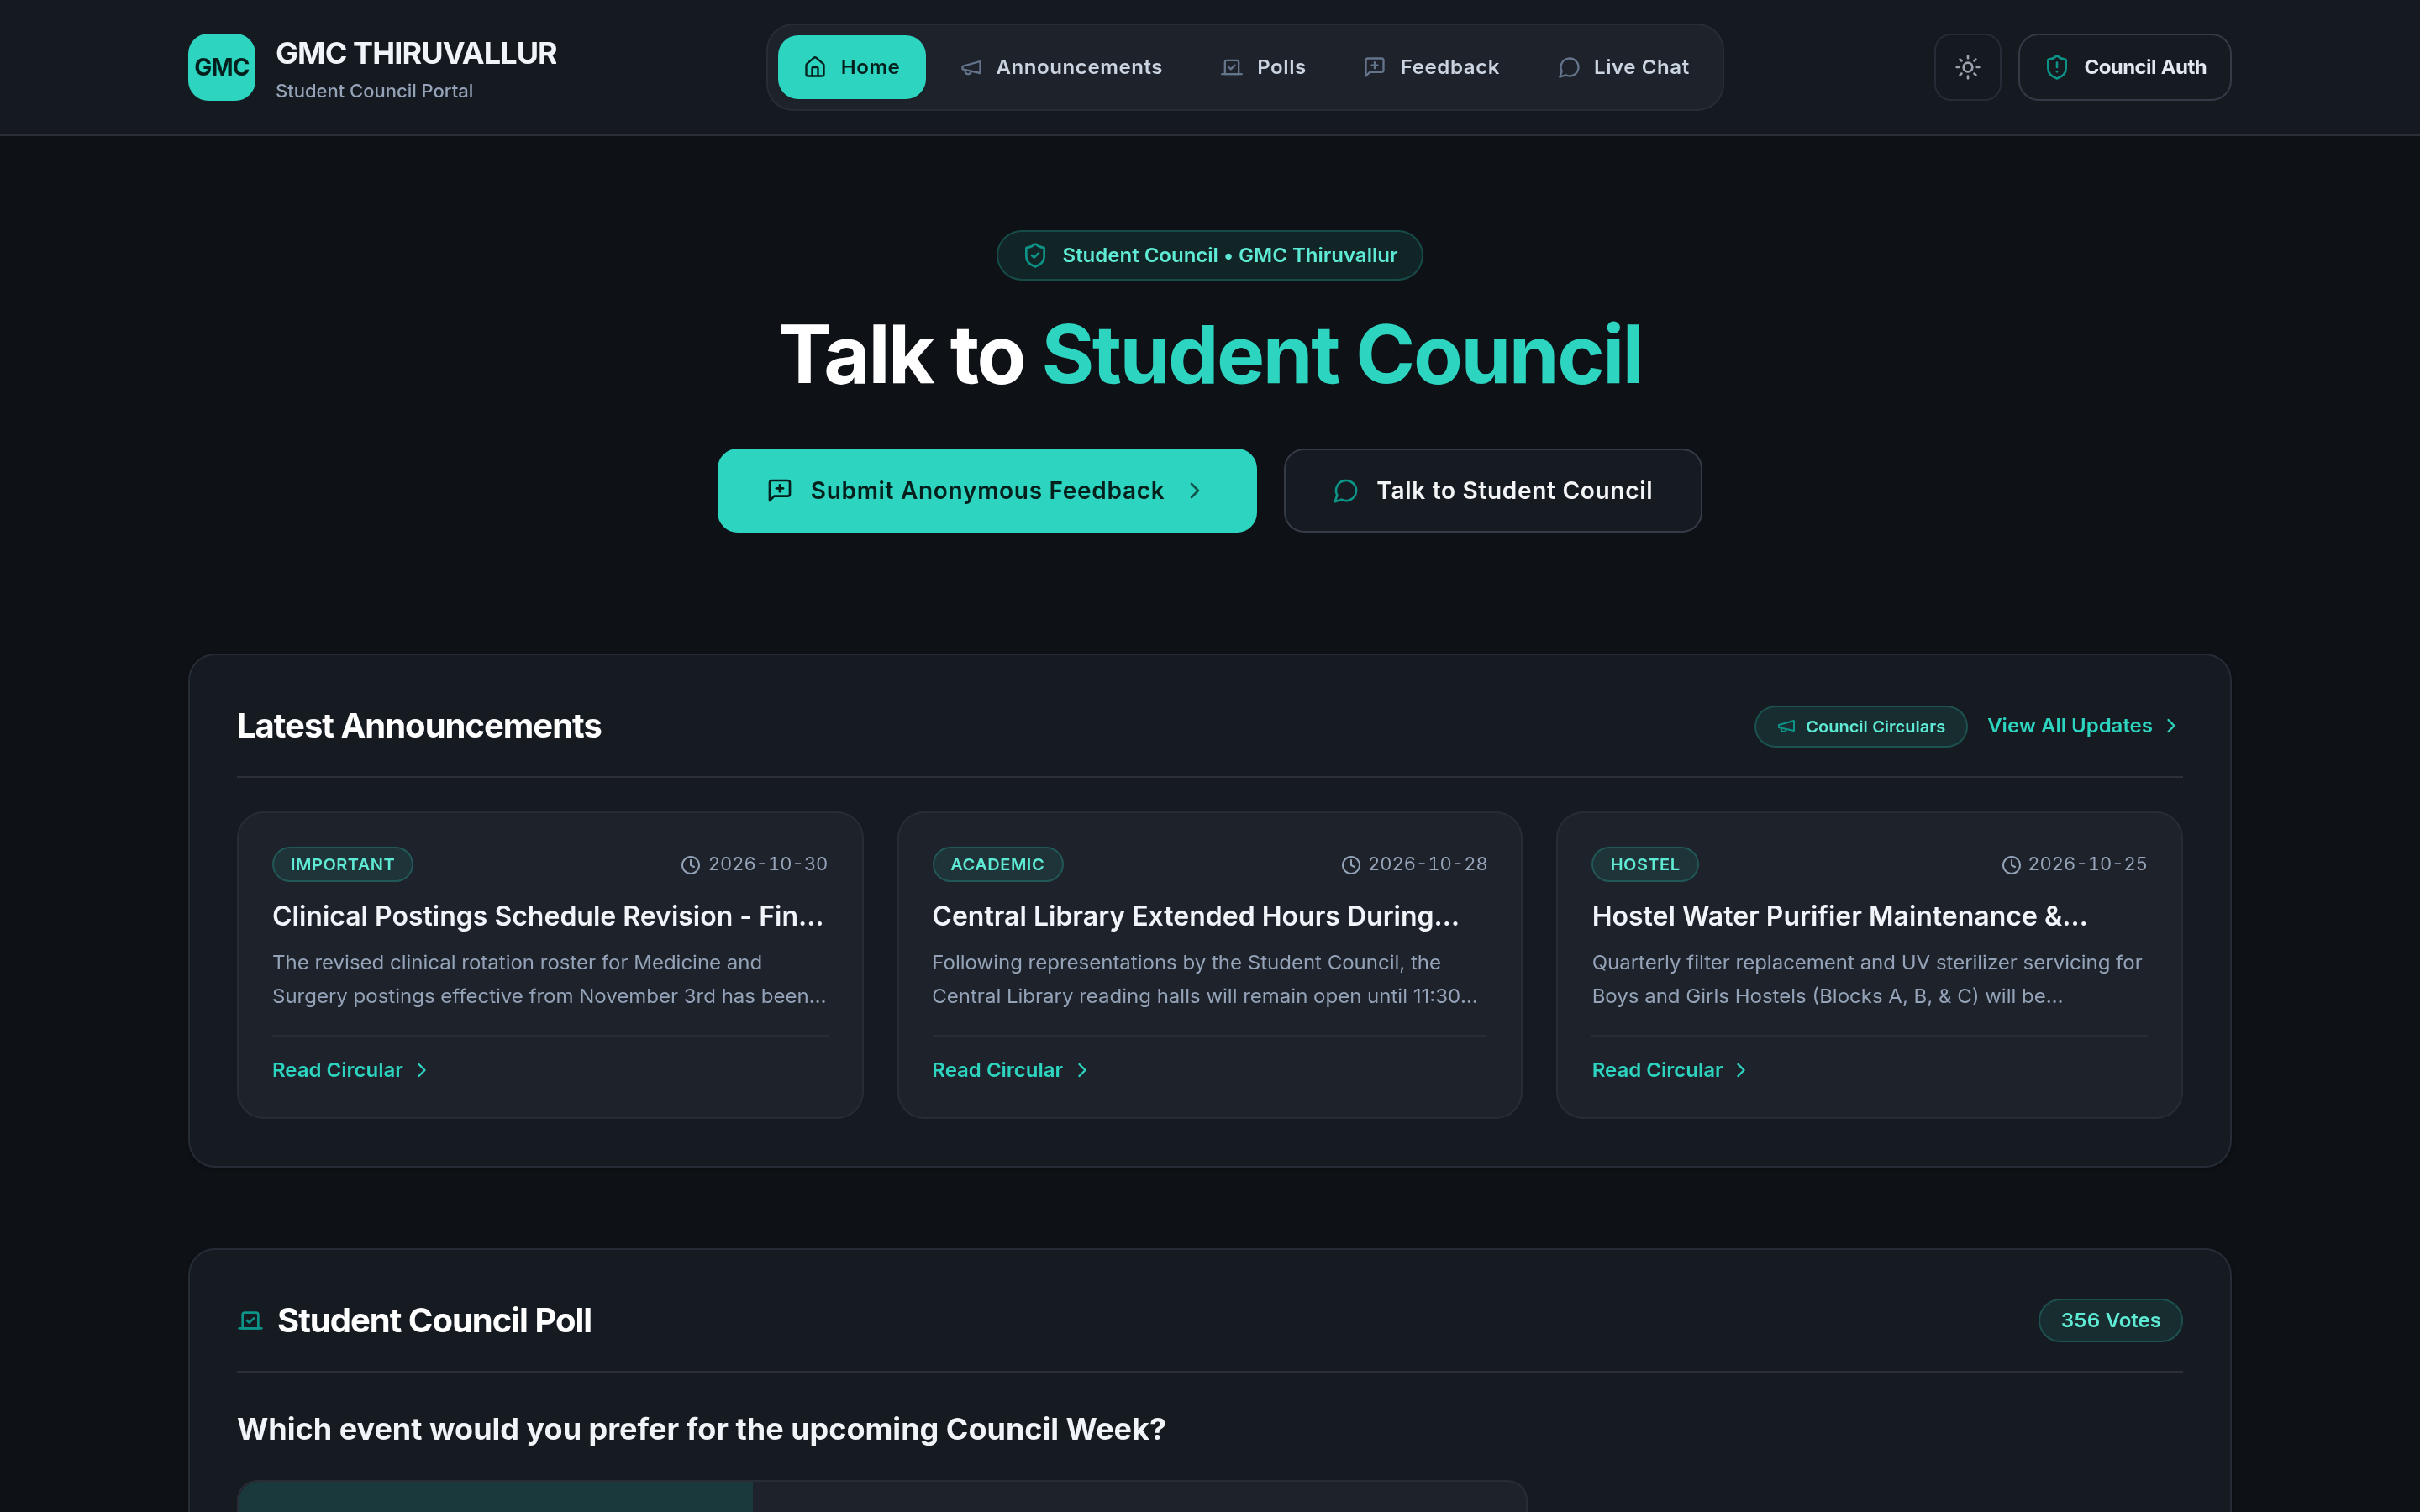 GMC
GMC THIRUVALLUR
Student Council Portal
Home
Announcements
Polls
Feedback
Live Chat
Council Auth
Student Council • GMC Thiruvallur
Talk to Student Council
Submit Anonymous Feedback
Talk to Student Council
Latest Announcements
Council Circulars
View All Updates
IMPORTANT
2026-10-30
Clinical Postings Schedule Revision - Fin...
The revised clinical rotation roster for Medicine and
Surgery postings effective from November 3rd has been...
Read Circular
ACADEMIC
2026-10-28
Central Library Extended Hours During...
Following representations by the Student Council, the
Central Library reading halls will remain open until 11:30...
Read Circular
HOSTEL
2026-10-25
Hostel Water Purifier Maintenance &...
Quarterly filter replacement and UV sterilizer servicing for
Boys and Girls Hostels (Blocks A, B, & C) will be...
Read Circular
Student Council Poll
356 Votes
Which event would you prefer for the upcoming Council Week?